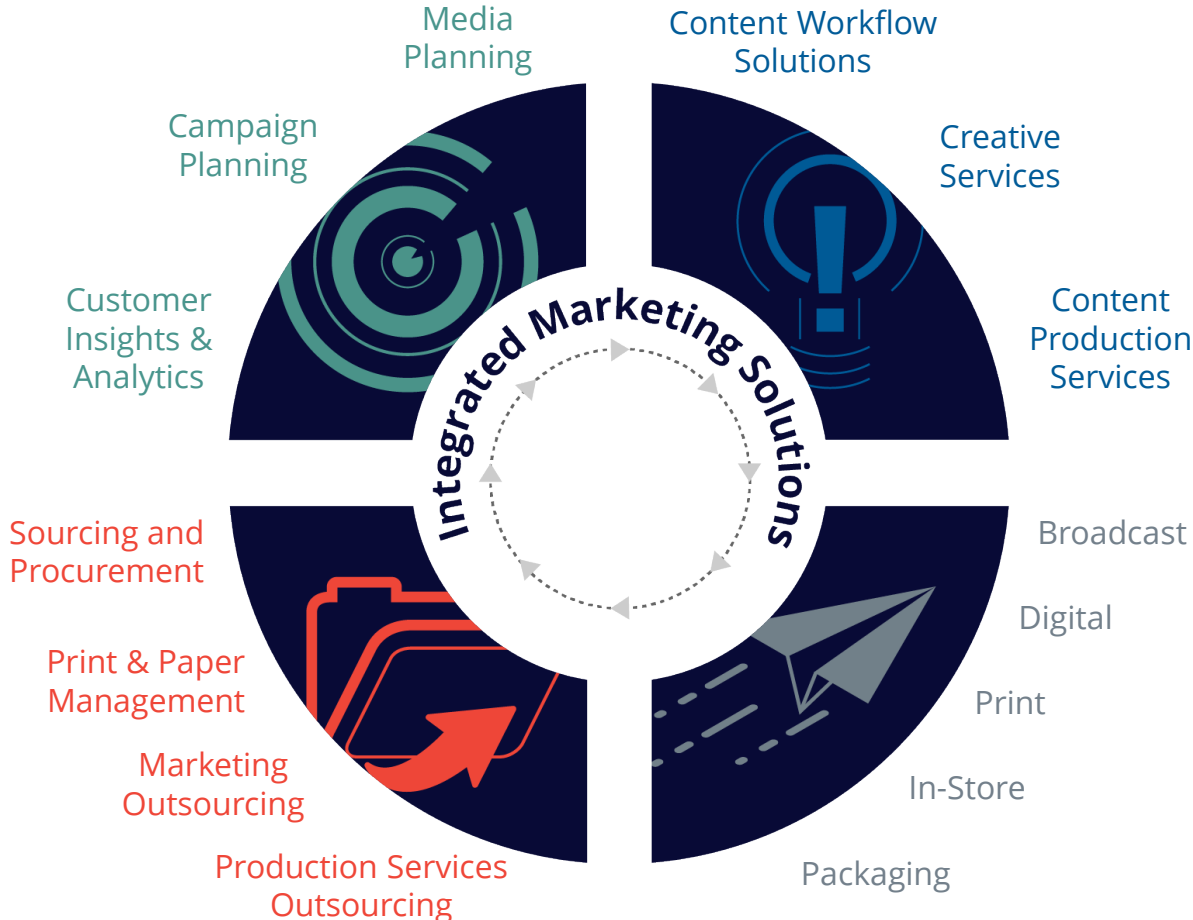 Media
Planning
Content Workflow
Solutions
Campaign
Planning
Creative
Services
Customer
Insights &
Analytics
Integrated Marketing Solutions
Content
Production
Services
Sourcing and
Procurement
Broadcast
Digital
Print & Paper
Management
Print
Marketing
Outsourcing
In-Store
Production Services
Outsourcing
Packaging